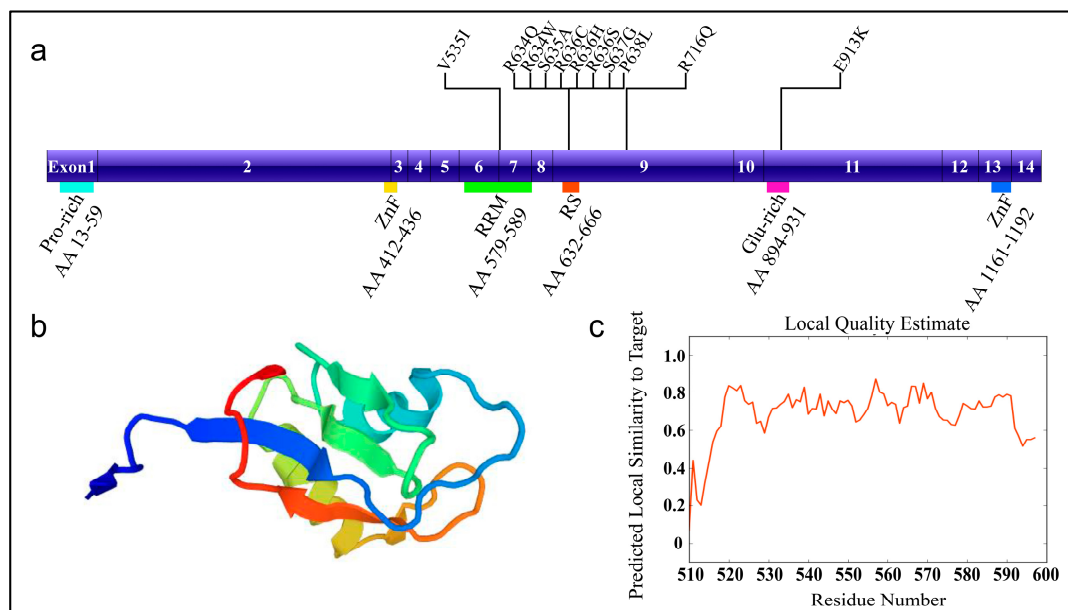 a
V535I
R634Q
R634W
S635A
R636C
R636H
R636S
S637G
P638L
R716Q
E913K
Exon1 2 3 4 5 6 7 8 9 10 11 12 13 14
Pro-rich
AA 13-59
ZnF
AA 412-436
RRM
AA 579-589
RS
AA 632-666
Glu-rich
AA 894-931
ZnF
AA 1161-1192
b
c
Local Quality Estimate
Predicted Local Similarity to Target
1.0
0.8
0.6
0.4
0.2
0
510 520 530 540 550 560 570 580 590 600
Residue Number